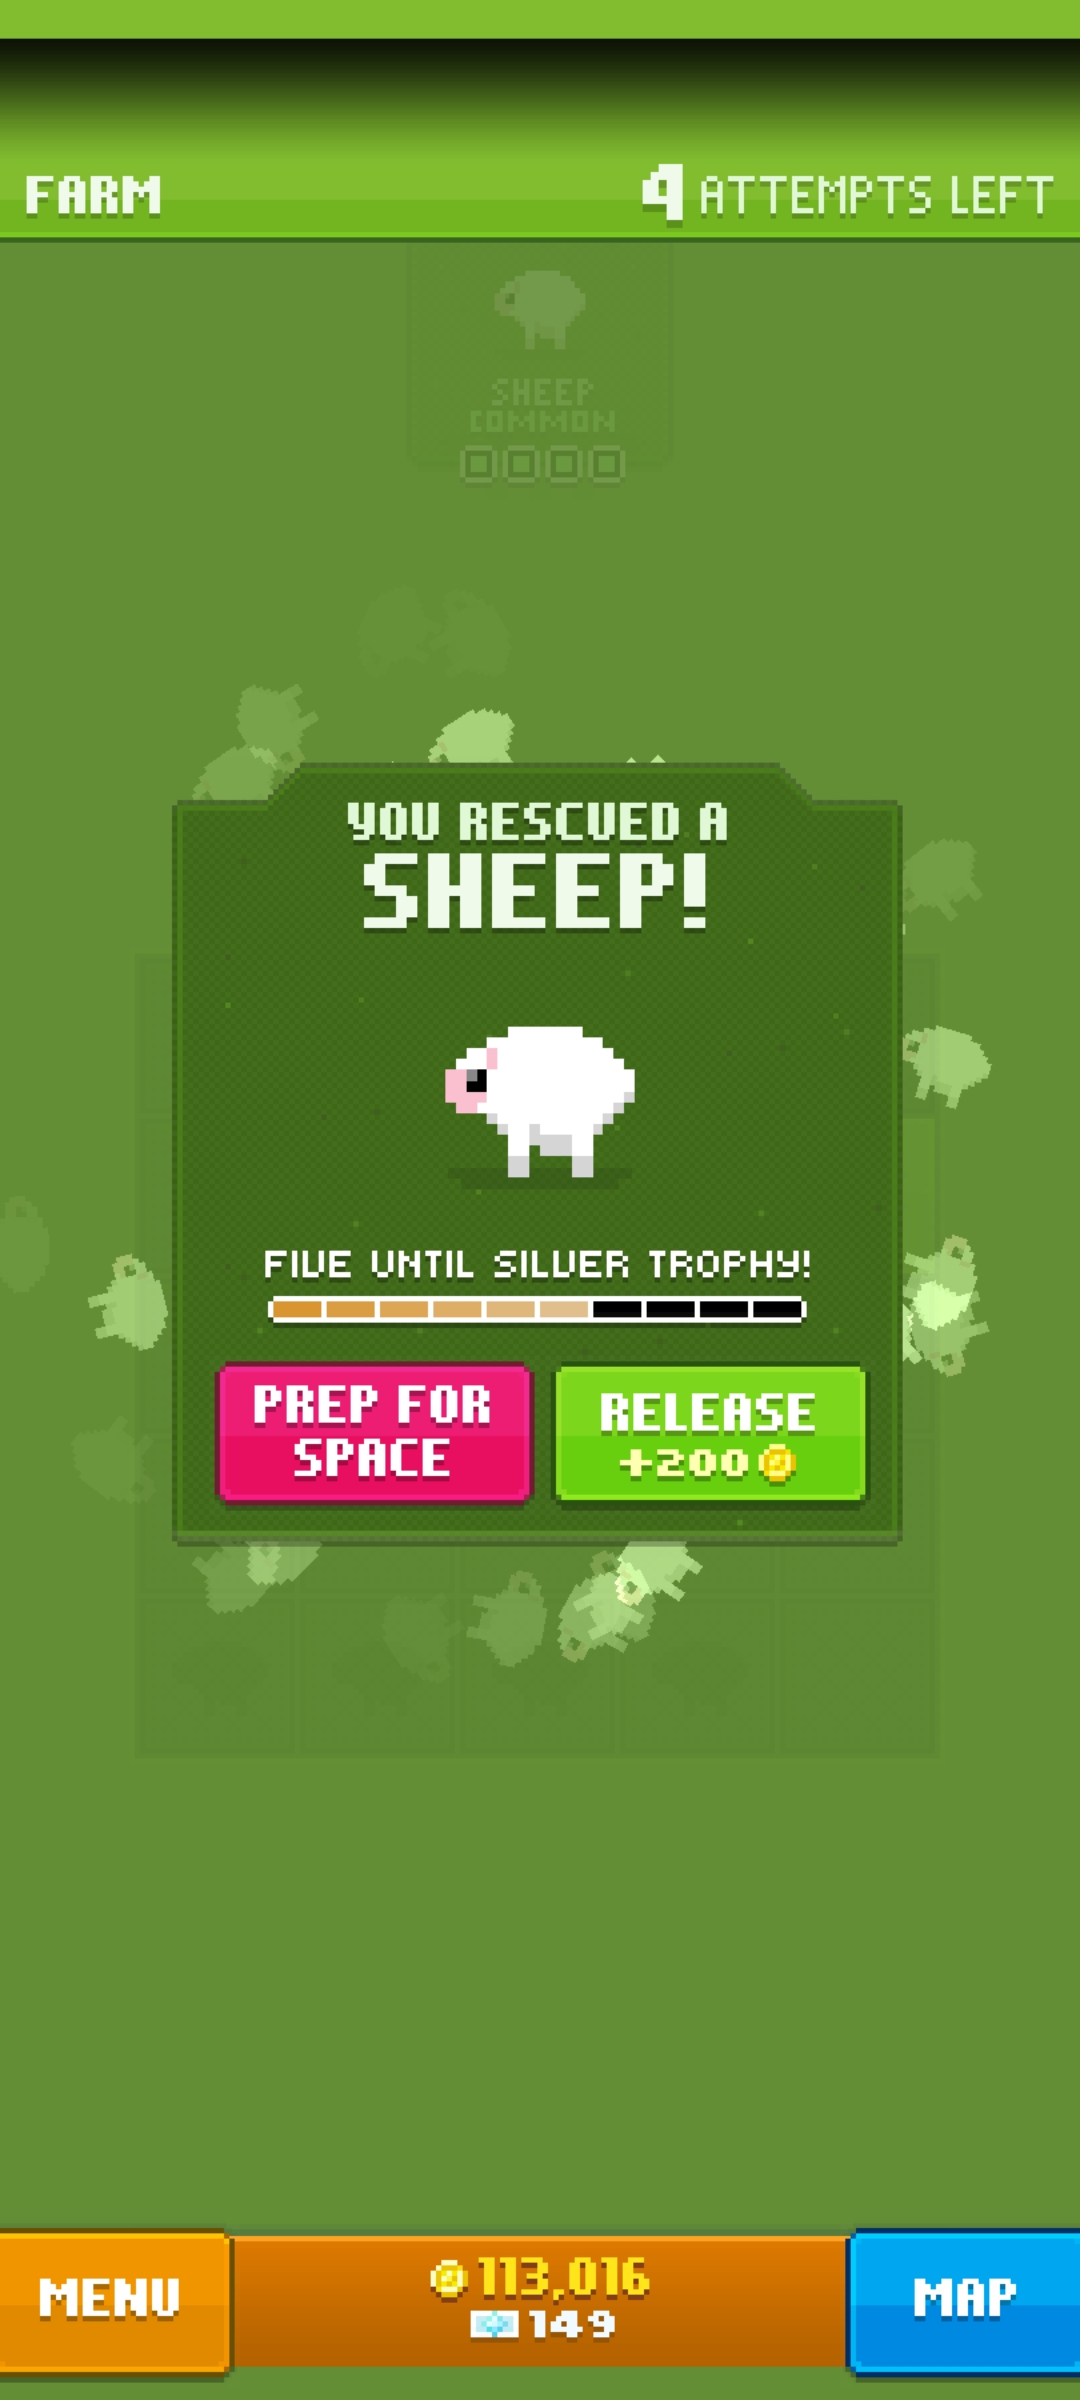 FARM
4 ATTEMPTS LEFT
SHEEP
COMMON
YOU RESCUED A
SHEEP!
FIVE UNTIL SILVER TROPHY!
PREP FOR
SPACE
RELEASE
+200
MENU
113,016
149
MAP